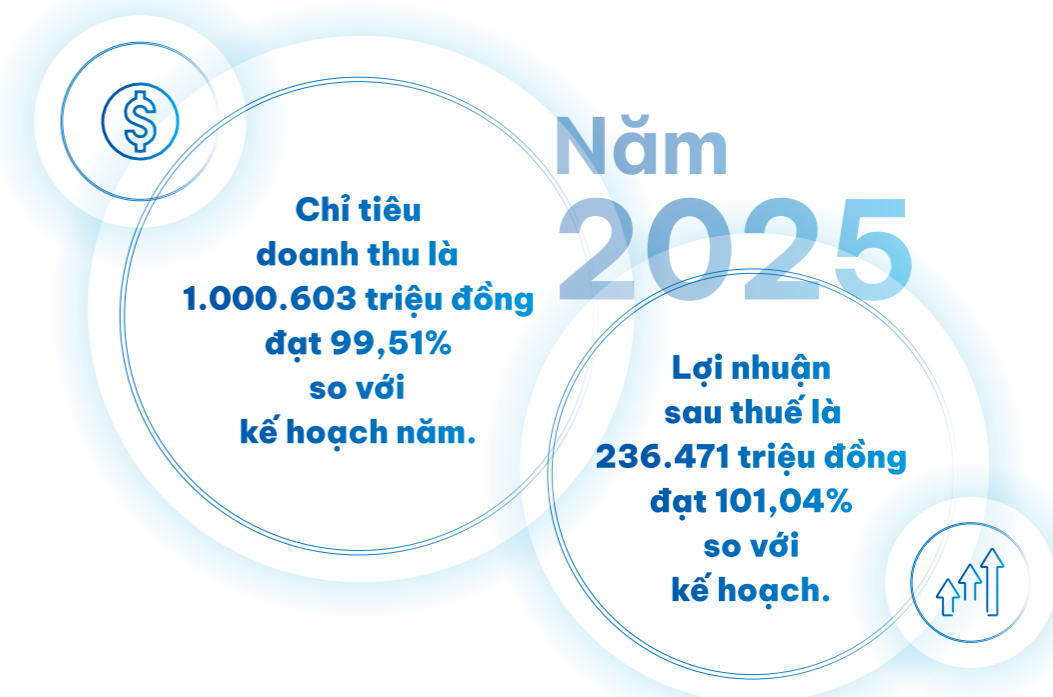 Năm
2025
Chỉ tiêu
doanh thu là
1.000.603 triệu đồng
đạt 99,51%
so với
kế hoạch năm.
Lợi nhuận
sau thuế là
236.471 triệu đồng
đạt 101,04%
so với
kế hoạch.